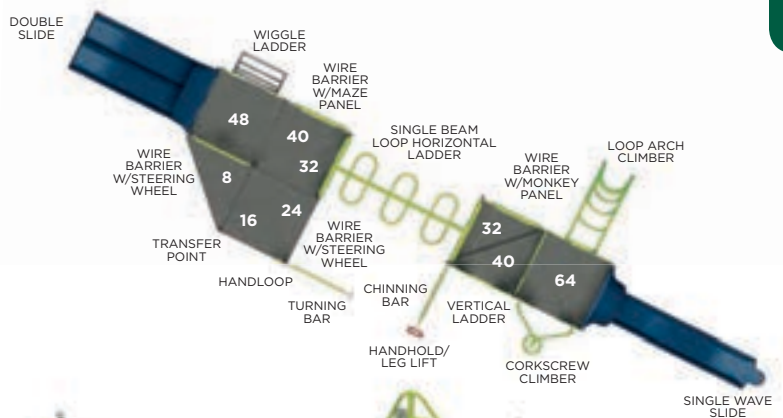 DOUBLE
SLIDE
WIGGLE
LADDER
WIRE
BARRIER
W/MAZE
PANEL
SINGLE BEAM
LOOP HORIZONTAL
LADDER
WIRE
BARRIER
W/MONKEY
PANEL
LOOP ARCH
CLIMBER
48
40
32
WIRE
BARRIER
W/STEERING
WHEEL
8
16
24
32
40
64
WIRE
BARRIER
W/STEERING
WHEEL
TRANSFER
POINT
HANDLOOP
TURNING
BAR
CHINNING
BAR
VERTICAL
LADDER
HANDHOLD/
LEG LIFT
CORKSCREW
CLIMBER
SINGLE WAVE
SLIDE